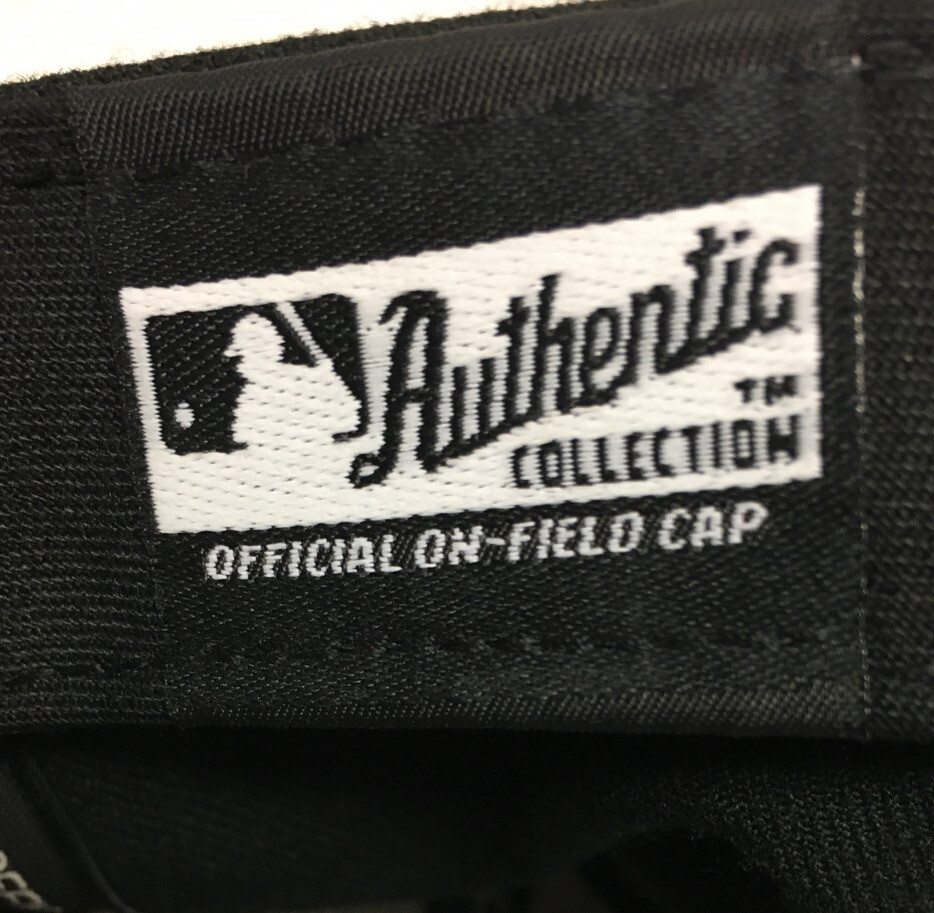 Authentic
TM
COLLECTION
OFFICIAL ON-FIELD CAP